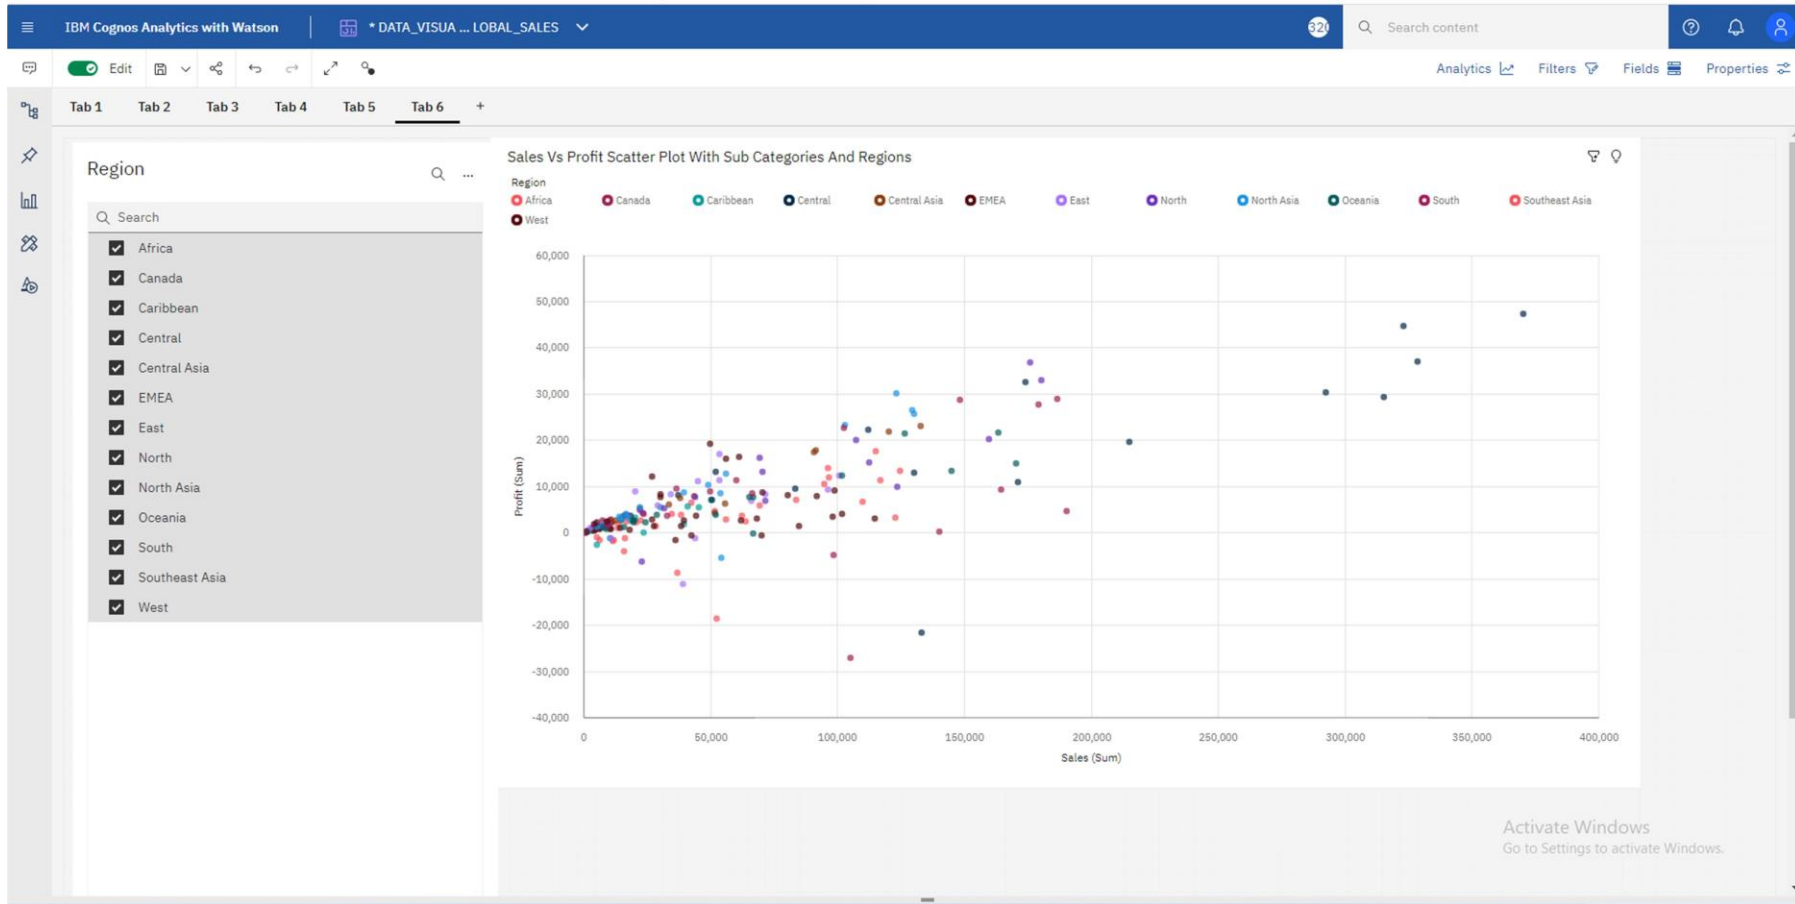 IBM Cognos Analytics with Watson
* DATA_VISUA ... LOBAL_SALES
320
Search content
Edit
Analytics
Filters
Fields
Properties
Tab 1 Tab 2 Tab 3 Tab 4 Tab 5 Tab 6 +
Region
...
Search
Africa
Canada
Caribbean
Central
Central Asia
EMEA
East
North
North Asia
Oceania
South
Southeast Asia
West
Sales Vs Profit Scatter Plot With Sub Categories And Regions
Region
Africa Canada Caribbean Central Central Asia EMEA East North North Asia Oceania South Southeast Asia
West
60,000
50,000
40,000
30,000
20,000
10,000
0
-10,000
-20,000
-30,000
-40,000
Profit (Sum)
0 50,000 100,000 150,000 200,000 250,000 300,000 350,000 400,000
Sales (Sum)
Activate Windows
Go to Settings to activate Windows.